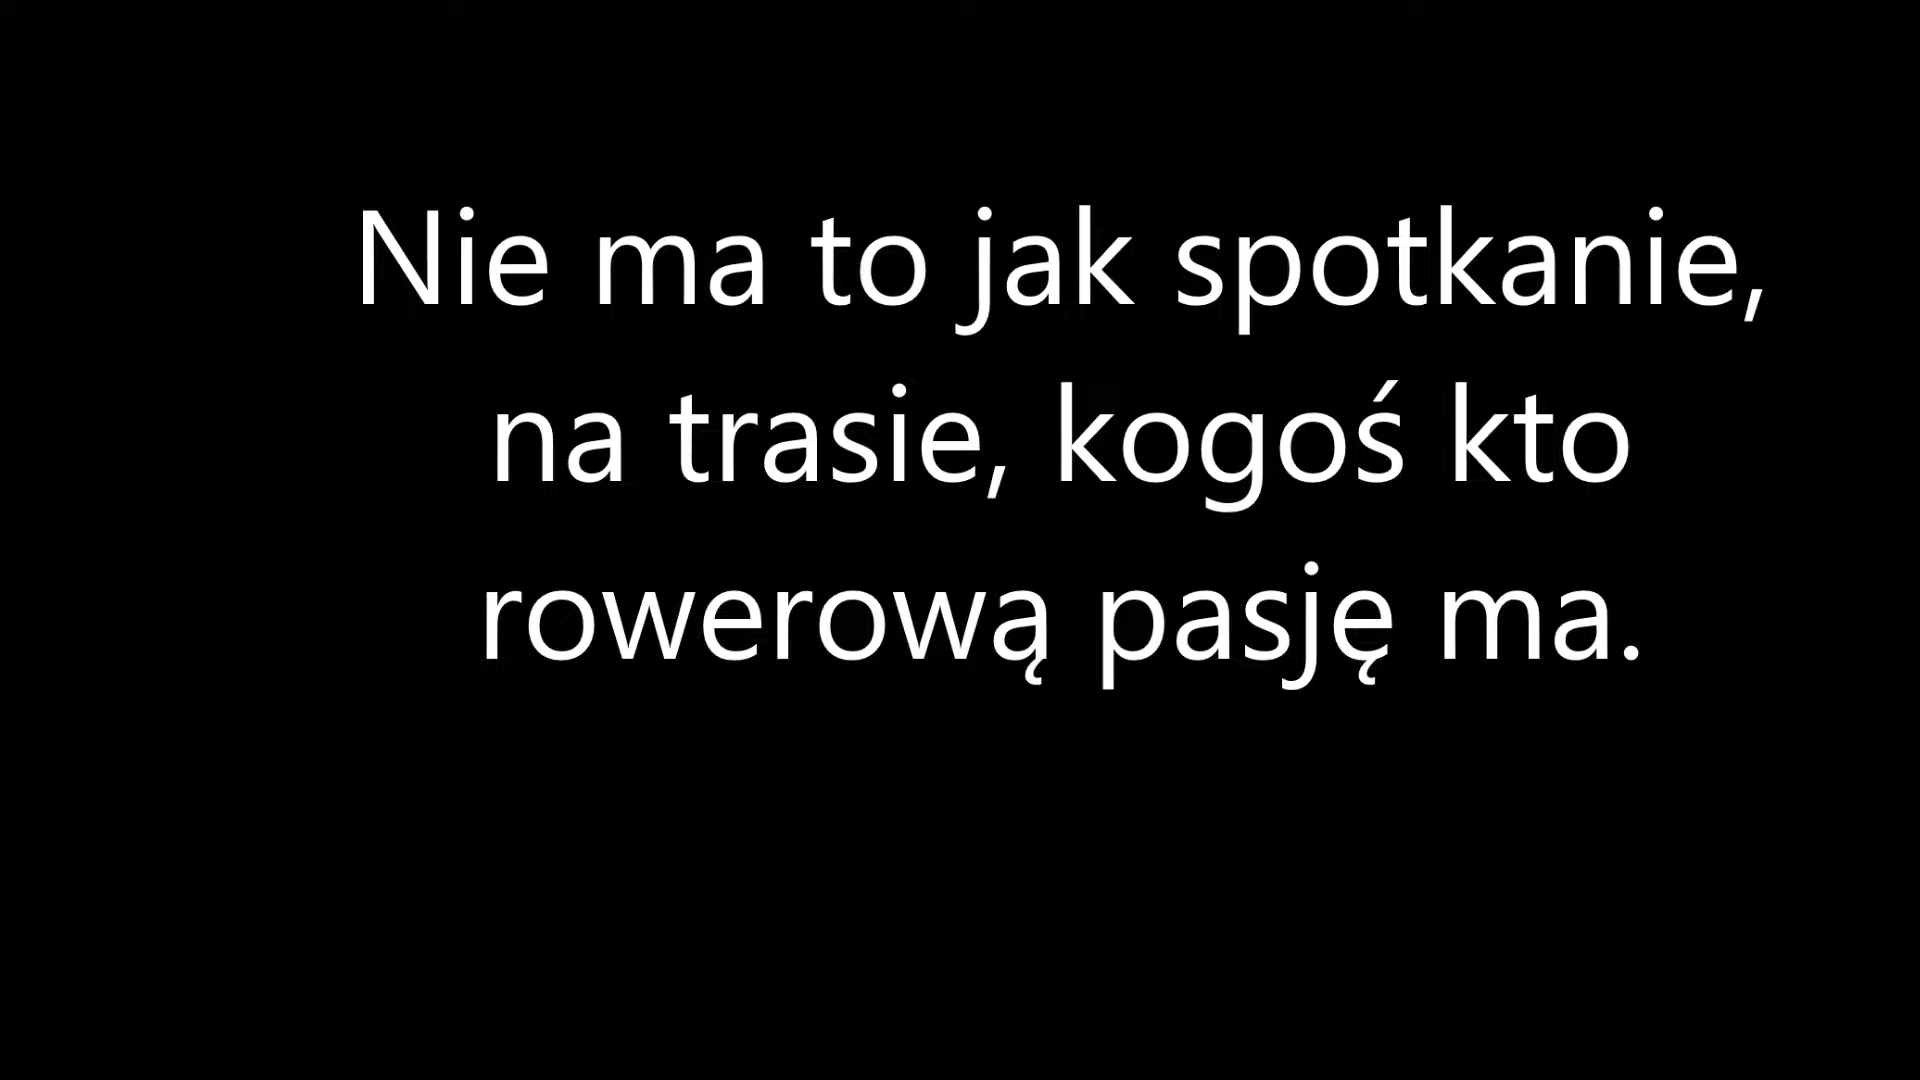 Nie ma to jak spotkanie,
na trasie, kogoś kto
rowerową pasję ma.